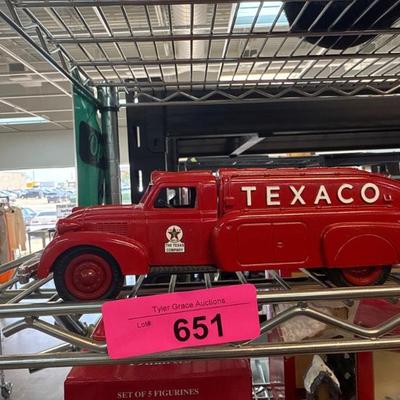 TEXACO
THE TEXAS
COMPANY
Tyler Grace Auctions
Lot#
651
SET OF 5 FIGURINES